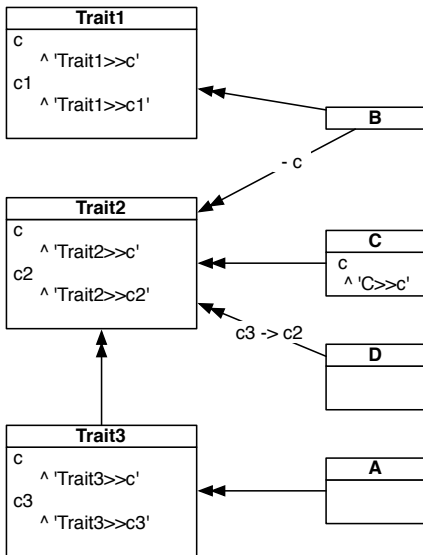 Trait1
c
^ 'Trait1>>c'
c1
^ 'Trait1>>c1'
B
- c
Trait2
c
^ 'Trait2>>c'
c2
^ 'Trait2>>c2'
C
c
^ 'C>>c'
c3 -> c2
D
Trait3
c
^ 'Trait3>>c'
c3
^ 'Trait3>>c3'
A